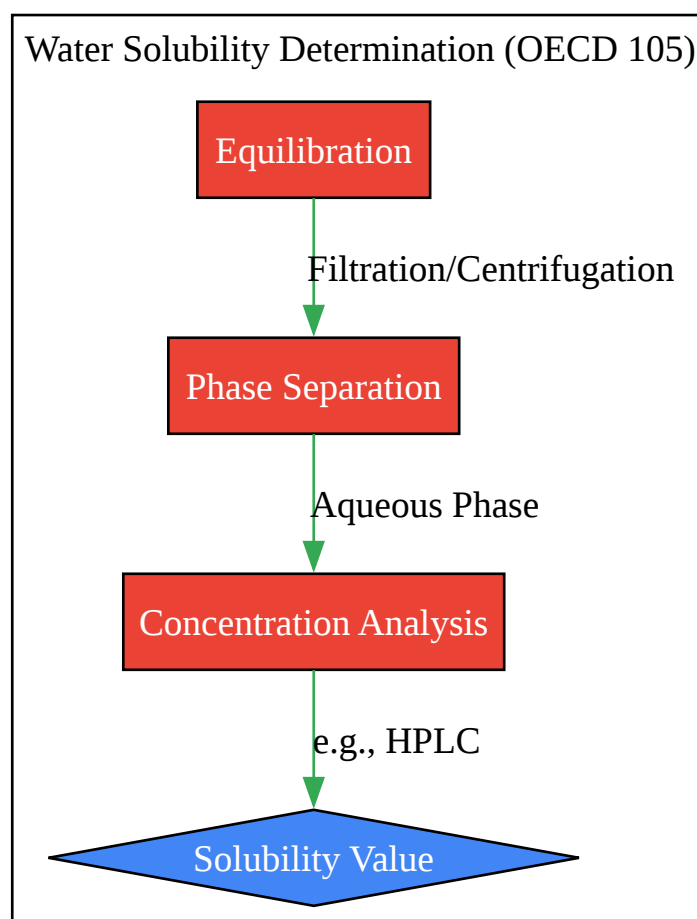 Water Solubility Determination (OECD 105)
Equilibration
Filtration/Centrifugation
Phase Separation
Aqueous Phase
Concentration Analysis
e.g., HPLC
Solubility Value